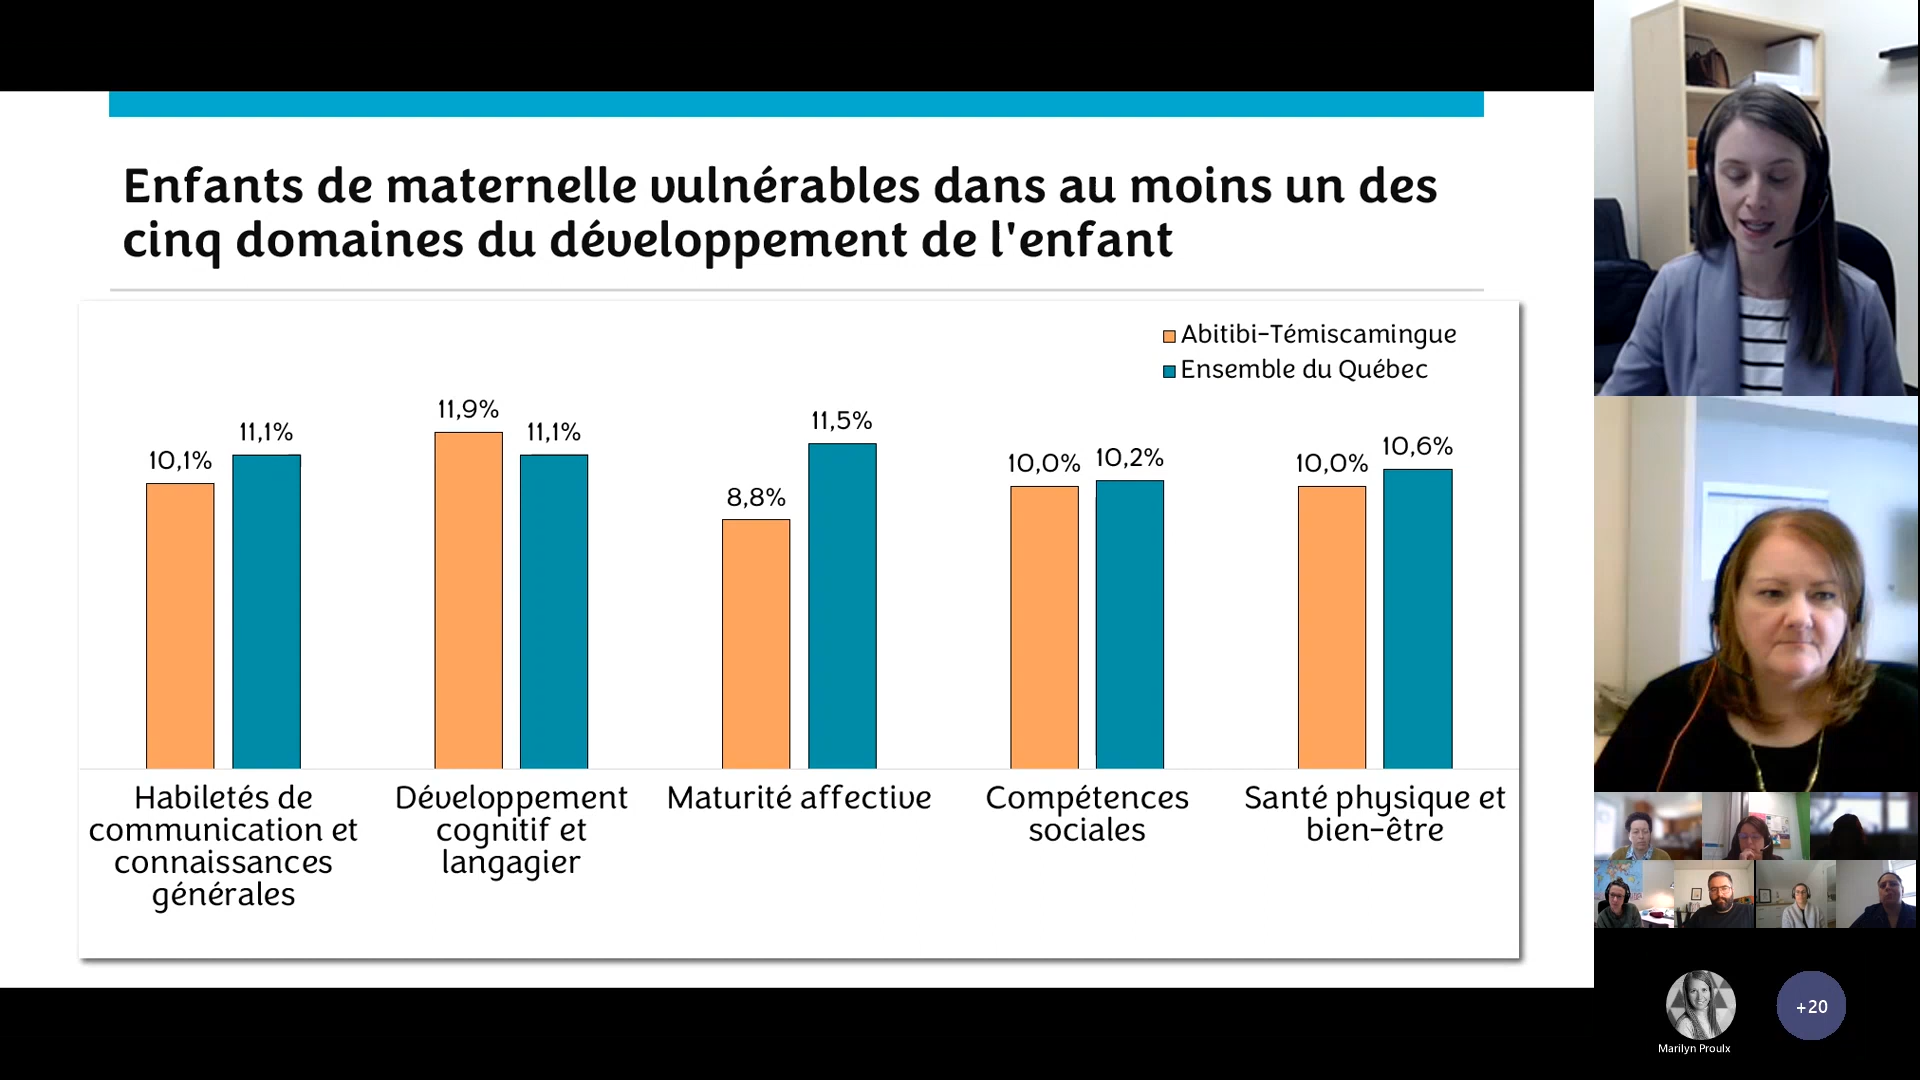 Enfants de maternelle vulnérables dans au moins un des
cinq domaines du développement de l'enfant
Abitibi-Témiscamingue
Ensemble du Québec
10,1%
11,1%
11,9%
11,1%
8,8%
11,5%
10,0%
10,2%
10,0%
10,6%
Habiletés de
communication et
connaissances
générales
Développement
cognitif et
langagier
Maturité affective
Compétences
sociales
Santé physique et
bien-être
+20
Marilyn Proulx